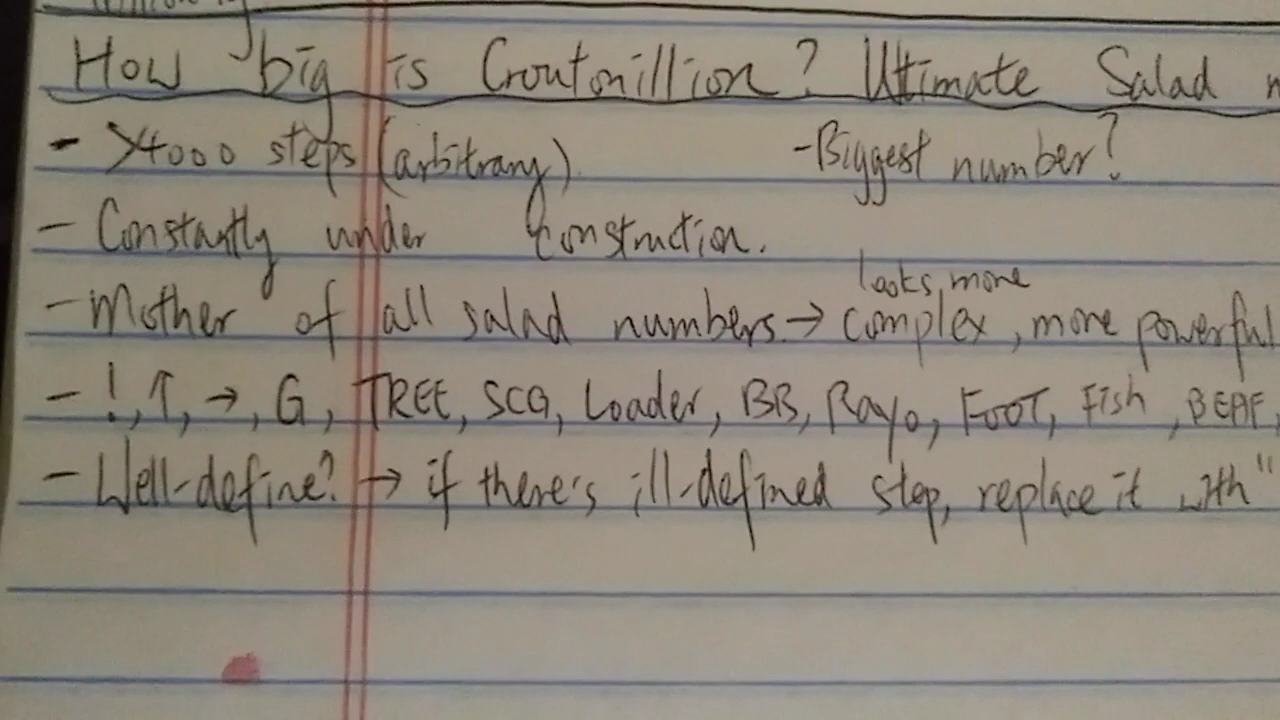 How big is Croutonillion? Ultimate Salad n
- >4000 steps (arbitrary). - Biggest number?
- Constantly under construction.
looks more
- Mother of all salad numbers. → complex, more powerful
- !, ↑, →, G, TREE, SCG, Loader, BB, Rayo, FOOT, Fish, BEAF,
- Well-define? → if there's ill-defined step, replace it with "